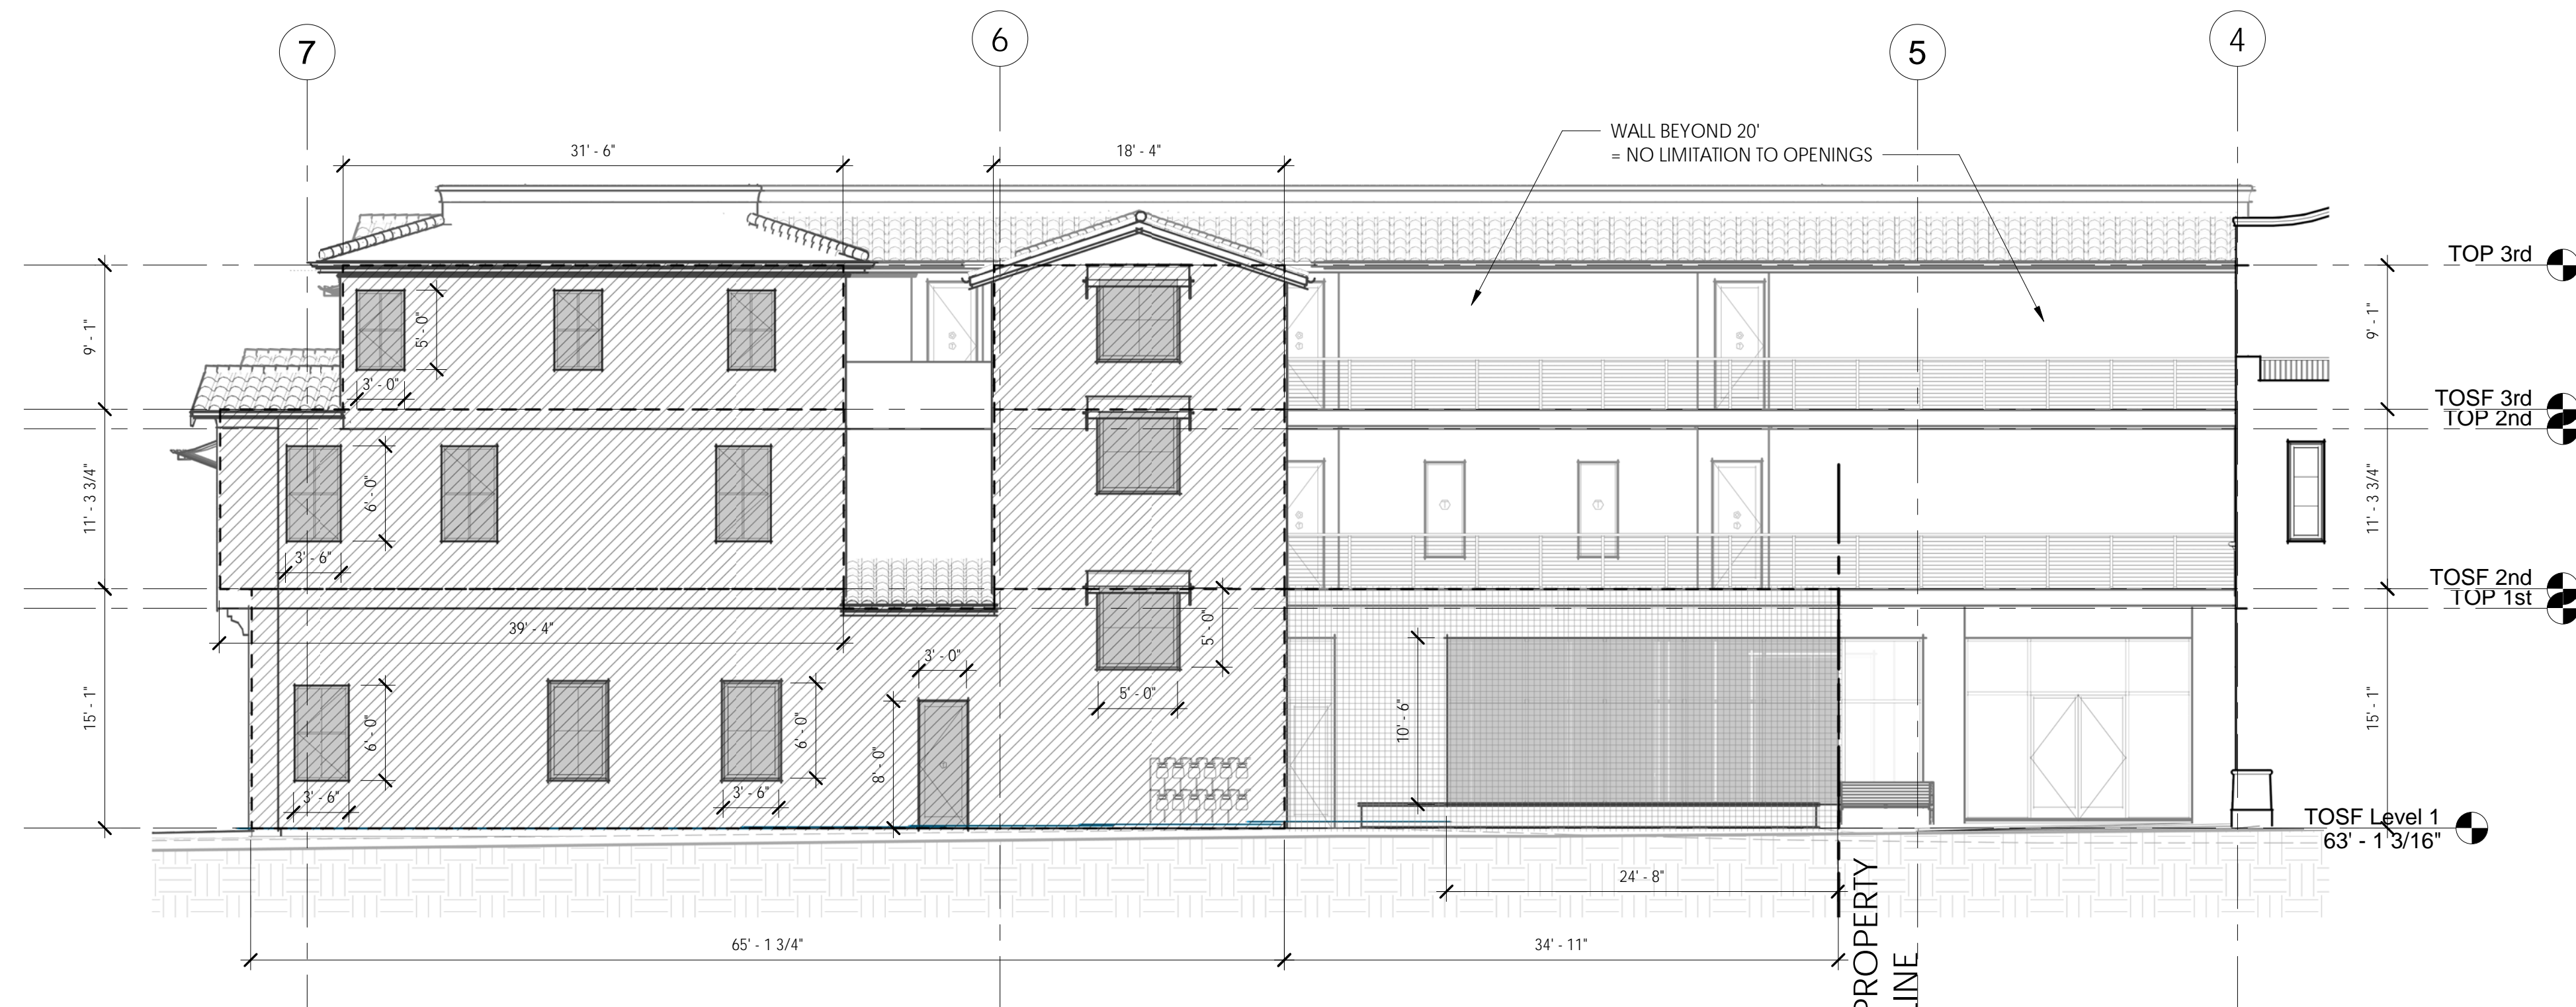 7
6
5
4
WALL BEYOND 20'
= NO LIMITATION TO OPENINGS
31' - 6"
18' - 4"
TOP 3rd
9' - 1"
5' - 0"
3' - 0"
9' - 1"
TOSF 3rd
TOP 2nd
11' - 3 3/4"
6' - 0"
3' - 6"
11' - 3 3/4"
TOSF 2nd
TOP 1st
39' - 4"
3' - 0"
5' - 0"
5' - 0"
15' - 1"
6' - 0"
3' - 6"
6' - 0"
3' - 6"
8' - 0"
10' - 6"
15' - 1"
TOSF Level 1
63' - 1 3/16"
24' - 8"
65' - 1 3/4"
34' - 11"
PROPERTY
LINE